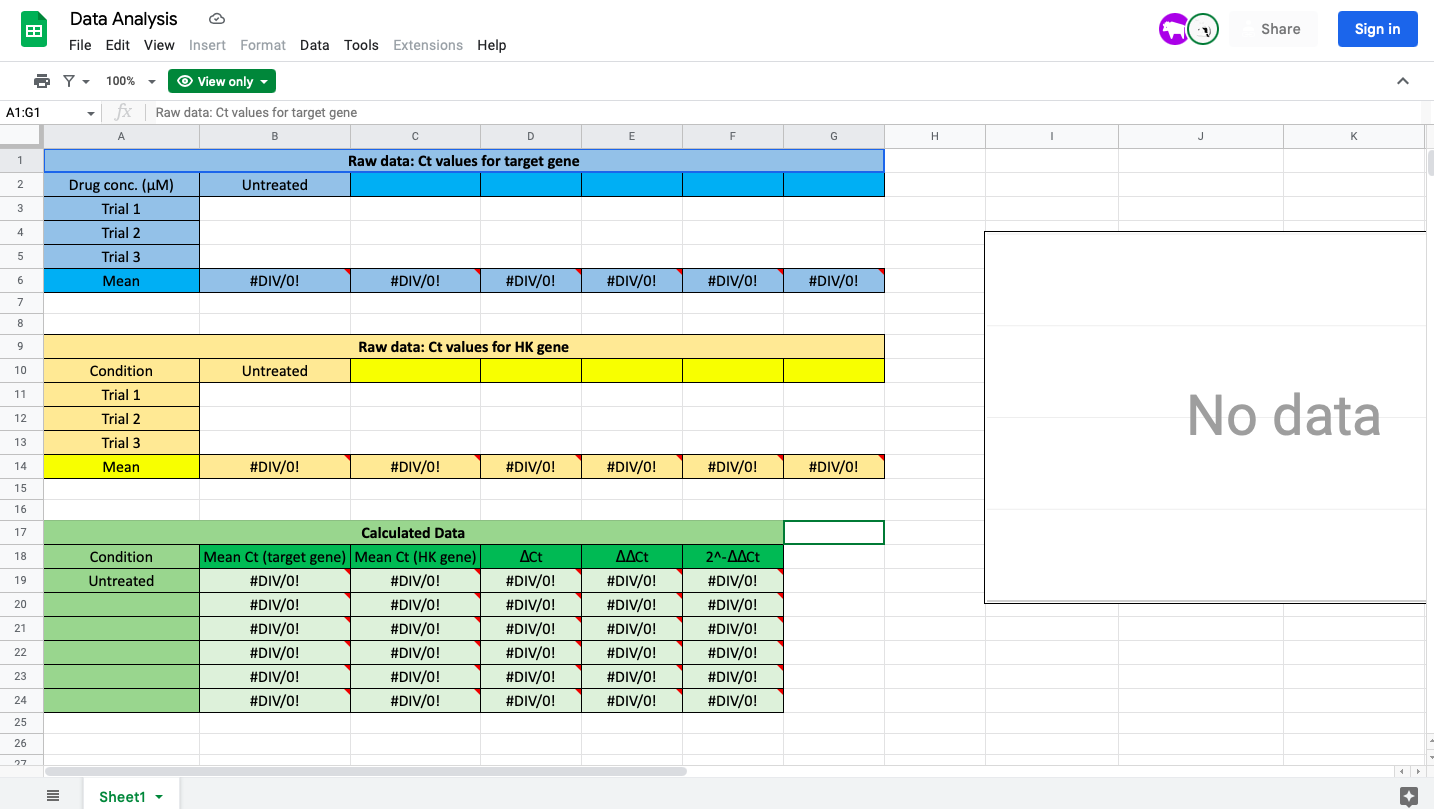 Data Analysis
File Edit View Insert Format Data Tools Extensions Help
Share
Sign in
100% View only
A1:G1 fx Raw data: Ct values for target gene
A B C D E F G H I J K
1 Raw data: Ct values for target gene
2 Drug conc. (µM) Untreated
3 Trial 1
4 Trial 2
5 Trial 3
6 Mean #DIV/0! #DIV/0! #DIV/0! #DIV/0! #DIV/0! #DIV/0!
7
8
9 Raw data: Ct values for HK gene
10 Condition Untreated
11 Trial 1
12 Trial 2
13 Trial 3
14 Mean #DIV/0! #DIV/0! #DIV/0! #DIV/0! #DIV/0! #DIV/0!
15
16
17 Calculated Data
18 Condition Mean Ct (target gene) Mean Ct (HK gene) ΔCt ΔΔCt 2^-ΔΔCt
19 Untreated #DIV/0! #DIV/0! #DIV/0! #DIV/0! #DIV/0!
20 #DIV/0! #DIV/0! #DIV/0! #DIV/0! #DIV/0!
21 #DIV/0! #DIV/0! #DIV/0! #DIV/0! #DIV/0!
22 #DIV/0! #DIV/0! #DIV/0! #DIV/0! #DIV/0!
23 #DIV/0! #DIV/0! #DIV/0! #DIV/0! #DIV/0!
24 #DIV/0! #DIV/0! #DIV/0! #DIV/0! #DIV/0!
25
26
27
No data
Sheet1